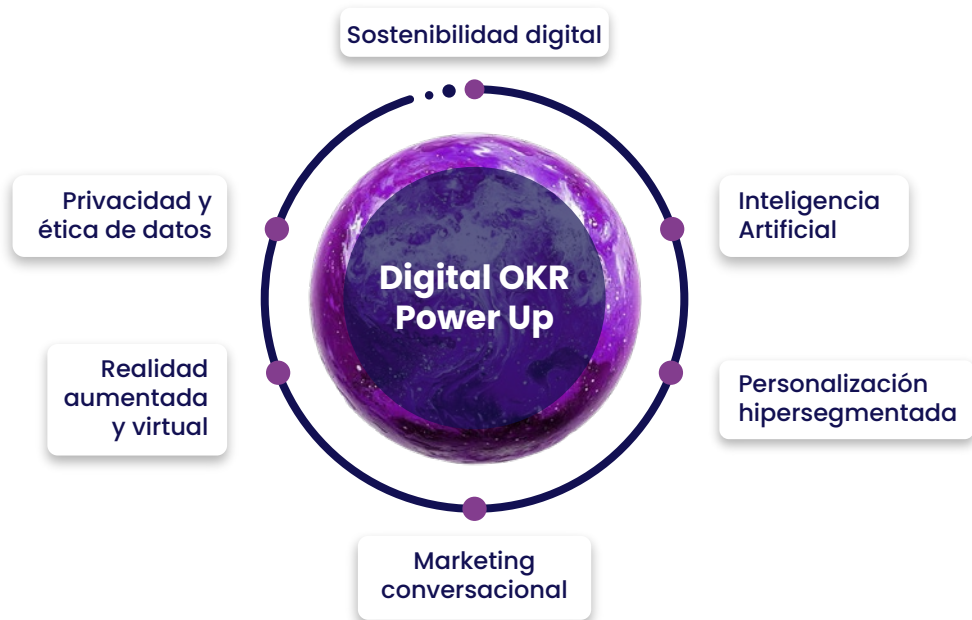 Sostenibilidad digital
Privacidad y
ética de datos
Inteligencia
Artificial
Digital OKR
Power Up
Realidad
aumentada
y virtual
Personalización
hipersegmentada
Marketing
conversacional